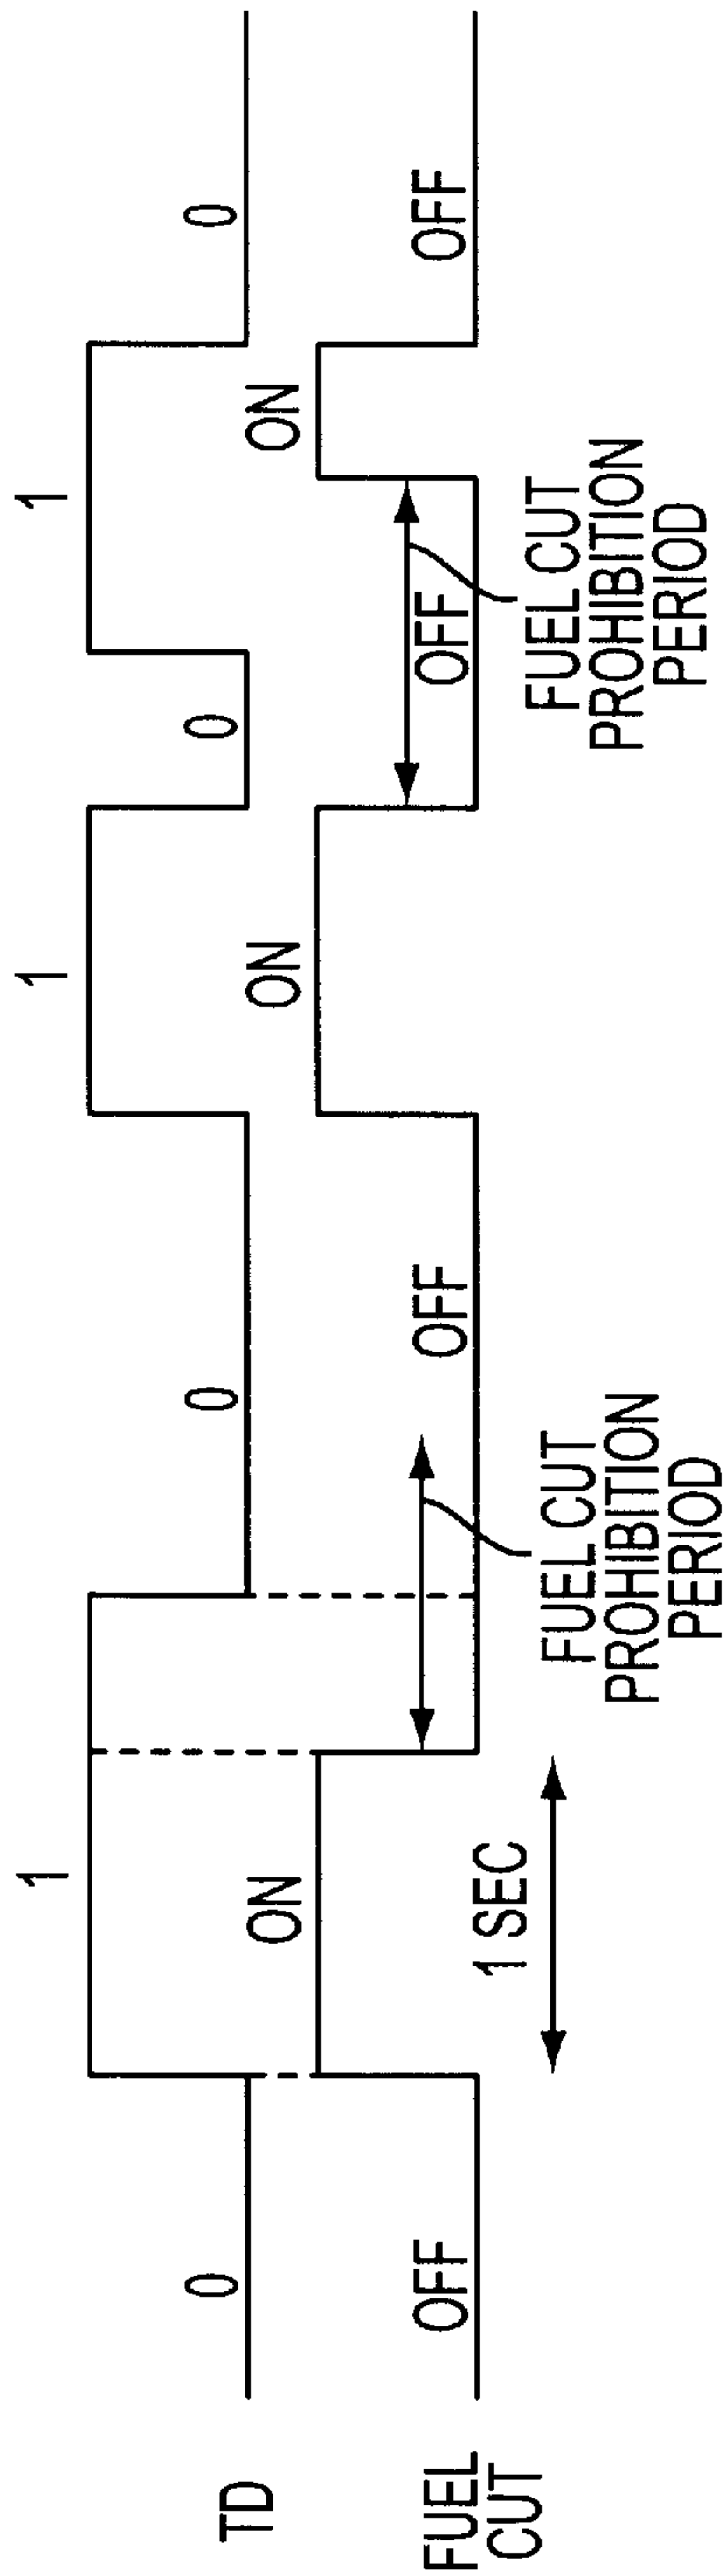 TD
0
1
0
1
0
1
0
FUEL
CUT
OFF
ON
OFF
ON
OFF
ON
OFF
1 SEC
FUEL CUT
PROHIBITION
PERIOD
FUEL CUT
PROHIBITION
PERIOD